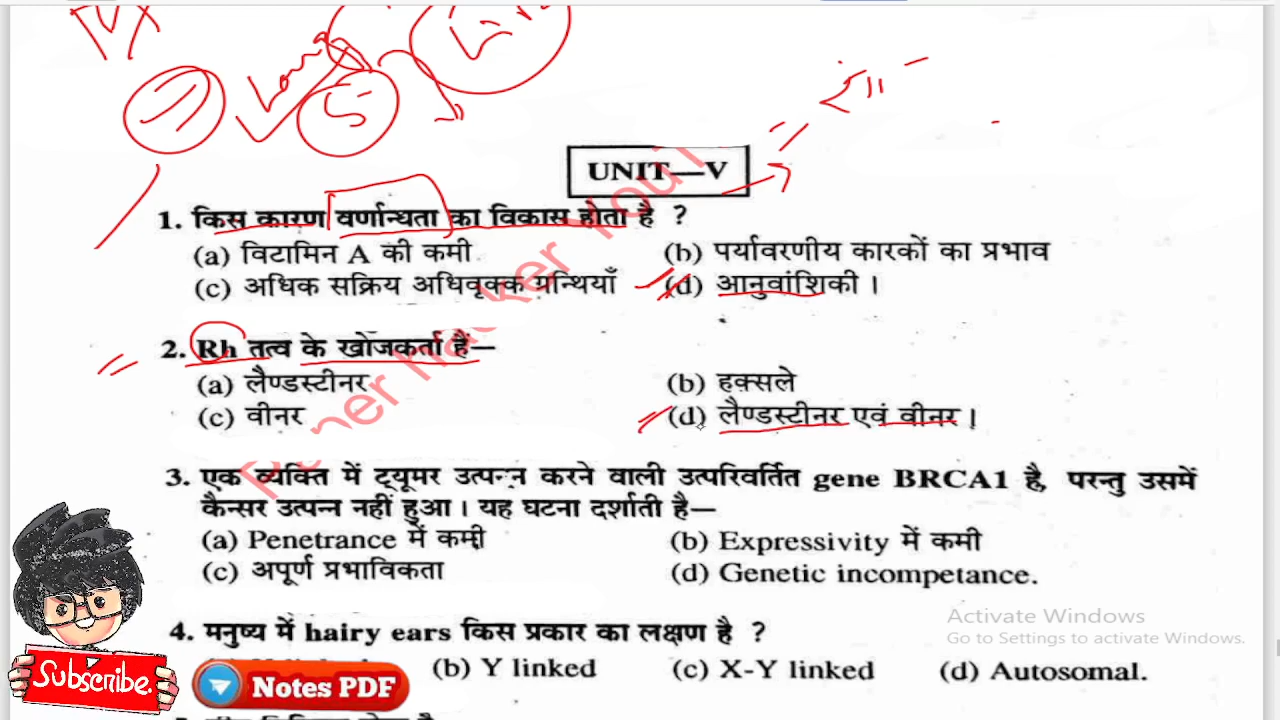 UNIT—V
1. किस कारण वर्णान्धता का विकास होता है ?
(a) विटामिन A की कमी (b) पर्यावरणीय कारकों का प्रभाव
(c) अधिक सक्रिय अधिवृक्क ग्रन्थियाँ (d) आनुवांशिकी ।
2. Rh तत्व के खोजकर्ता हैं—
(a) लैण्डस्टीनर (b) हक्सले
(c) वीनर (d) लैण्डस्टीनर एवं वीनर ।
3. एक व्यक्ति में ट्यूमर उत्पन्न करने वाली उत्परिवर्तित gene BRCA1 है, परन्तु उसमें
कैन्सर उत्पन्न नहीं हुआ । यह घटना दर्शाती है—
(a) Penetrance में कमी (b) Expressivity में कमी
(c) अपूर्ण प्रभाविकता (d) Genetic incompetance.
4. मनुष्य में hairy ears किस प्रकार का लक्षण है ?
(b) Y linked (c) X-Y linked (d) Autosomal.
Activate Windows
Go to Settings to activate Windows.
Subscribe.
Notes PDF